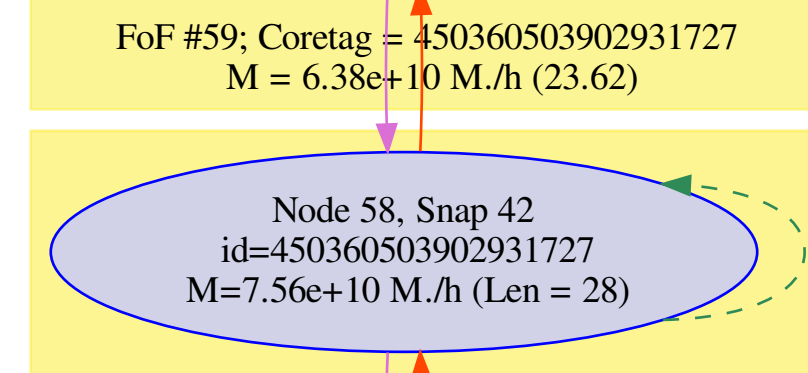 FoF #59; Coretag = 450360503902931727
M = 6.38e+10 M./h (23.62)
Node 58, Snap 42
id=450360503902931727
M=7.56e+10 M./h (Len = 28)